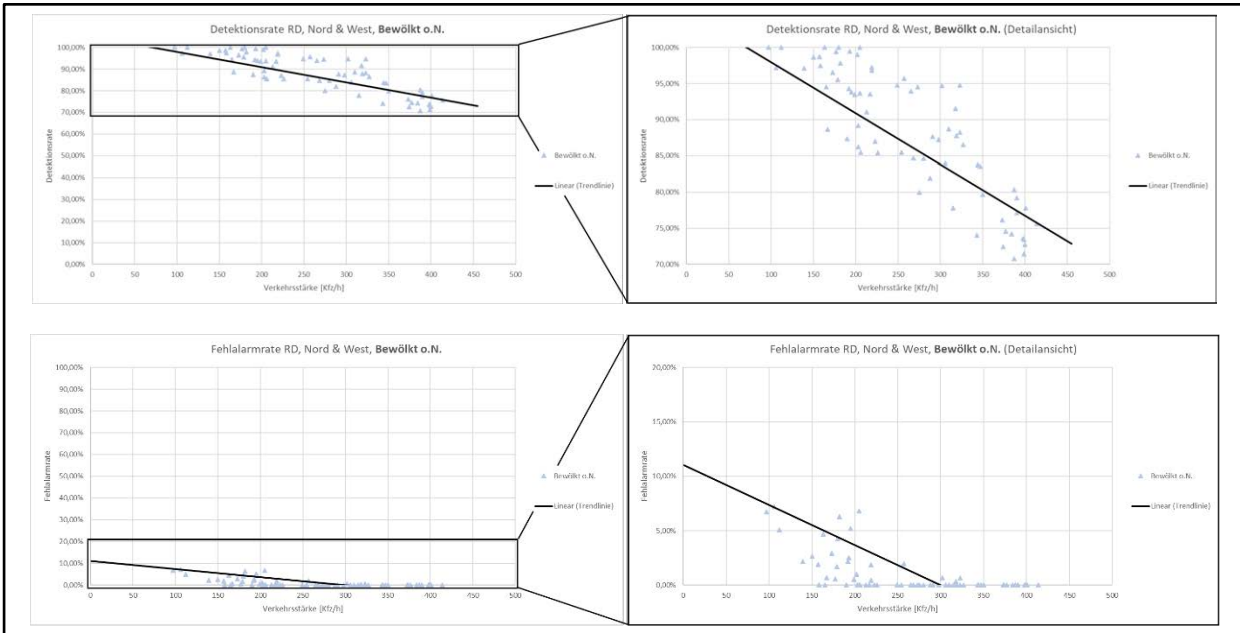 Detektionsrate RD, Nord & West, Bewölkt o.N.
100,00%
90,00%
80,00%
70,00%
60,00%
50,00%
40,00%
30,00%
20,00%
10,00%
0,00%
Detektionsrate
0 50 100 150 200 250 300 350 400 450 500
Verkehrsstärke [Kfz/h]
Bewölkt o.N.
Linear (Trendlinie)
Detektionsrate RD, Nord & West, Bewölkt o.N. (Detailansicht)
100,00%
95,00%
90,00%
85,00%
80,00%
75,00%
70,00%
Detektionsrate
0 50 100 150 200 250 300 350 400 450 500
Verkehrsstärke [Kfz/h]
Bewölkt o.N.
Linear (Trendlinie)
Fehlalarmrate RD, Nord & West, Bewölkt o.N.
100,00%
90,00%
80,00%
70,00%
60,00%
50,00%
40,00%
30,00%
20,00%
10,00%
0,00%
Fehlalarmrate
0 50 100 150 200 250 300 350 400 450 500
Verkehrsstärke [Kfz/h]
Bewölkt o.N.
Linear (Trendlinie)
Fehlalarmrate RD, Nord & West, Bewölkt o.N. (Detailansicht)
20,00%
15,00%
10,00%
5,00%
0,00%
Fehlalarmrate
0 50 100 150 200 250 300 350 400 450 500
Verkehrsstärke [Kfz/h]
Bewölkt o.N.
Linear (Trendlinie)